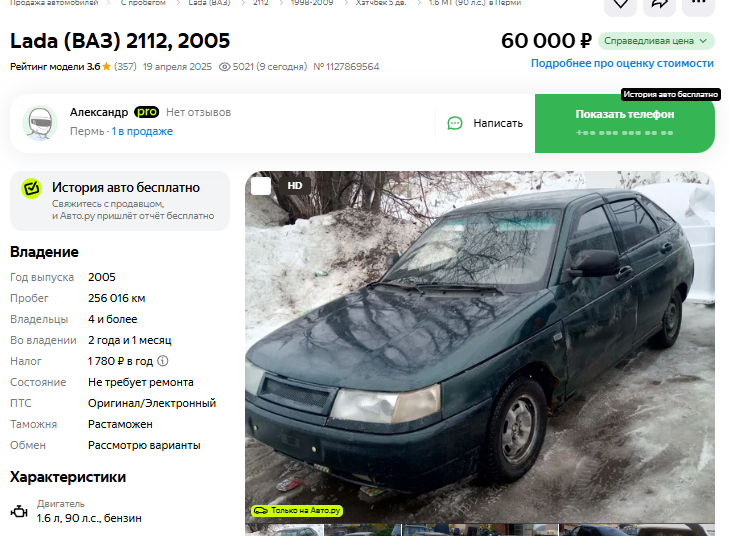 Продажа автомобилей
С пробегом
Lada (ВАЗ)
2112
1998-2009
Хэтчбек 5 дв.
1.6 MT (90 л.с.) в Перми
Lada (ВАЗ) 2112, 2005
60 000 ₽
Справедливая цена
Рейтинг модели 3.6 (357) 19 апреля 2025 5021 (9 сегодня) № 1127869564
Подробнее про оценку стоимости
История авто бесплатно
Александр pro Нет отзывов
Пермь · 1 в продаже
Написать
Показать телефон
История авто бесплатно
Свяжитесь с продавцом,
и Авто.ру пришлёт отчёт бесплатно
HD
Владение
Год выпуска 2005
Пробег 256 016 км
Владельцы 4 и более
Во владении 2 года и 1 месяц
Налог 1 780 ₽ в год
Состояние Не требует ремонта
ПТС Оригинал/Электронный
Таможня Растаможен
Обмен Рассмотрю варианты
Характеристики
Двигатель
1.6 л, 90 л.с., бензин
Только на Авто.ру